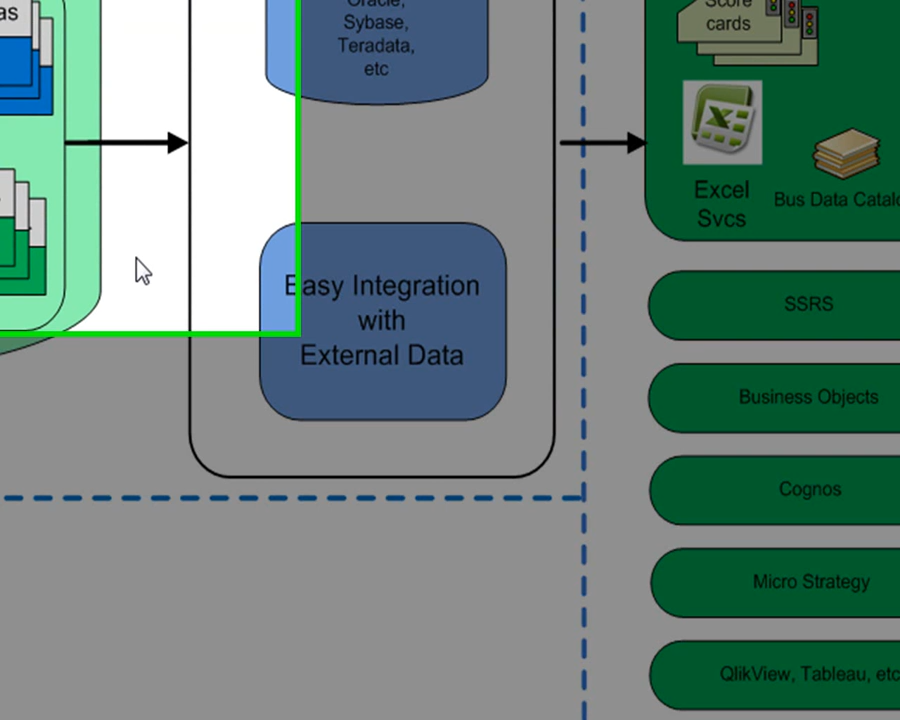 as
Oracle,
Sybase,
Teradata,
etc
Score
cards
Excel
Svcs
Bus Data Catalo
Easy Integration
with
External Data
SSRS
Business Objects
Cognos
Micro Strategy
QlikView, Tableau, etc